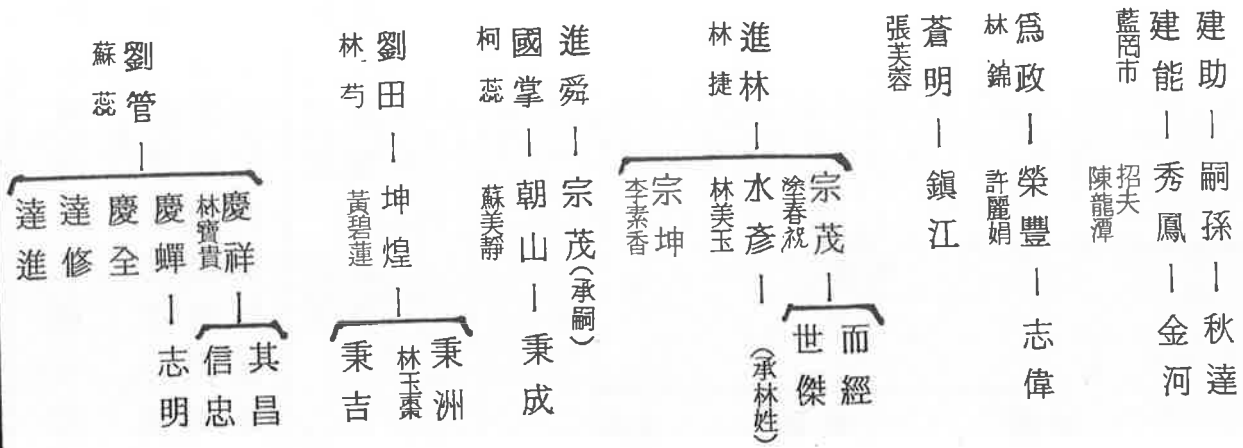 建助｜嗣孫｜秋達
建能｜秀鳳｜金河
藍罔市
招夫
陳龍潭
爲政｜榮豐｜志偉
林錦
許麗娟
蒼明｜鎭江
張芙蓉
進林｜
林捷
宗茂｜
塗春祝
而經
世傑
水彥｜(承林姓)
林美玉
宗坤
李素香
進舜｜宗茂(承嗣)
國掌｜朝山｜秉成
柯蕊
蘇美靜
劉田｜坤煌｜
林芍
黃碧蓮
秉洲
林玉棗
秉吉
劉管｜
蘇蕊
慶祥｜
林寶貴
其昌
信忠
慶蟬｜志明
慶全
達修
達進